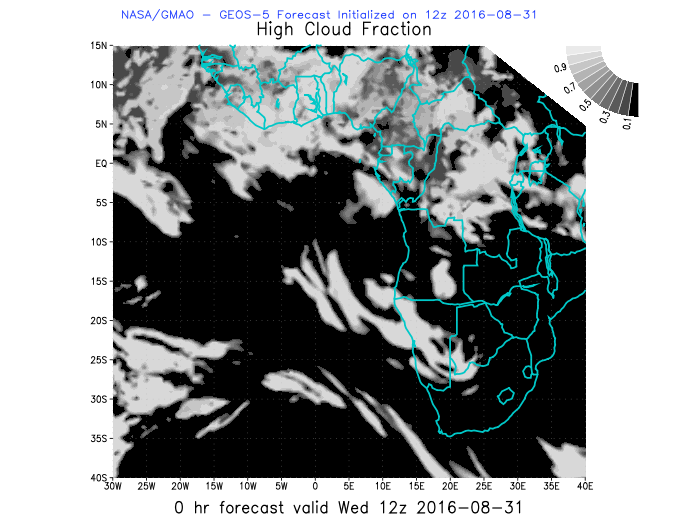 NASA/GMAO - GEOS-5 Forecast Initialized on 12z 2016-08-31
High Cloud Fraction
15N
10N
5N
EQ
5S
10S
15S
20S
25S
30S
35S
40S
30W 25W 20W 15W 10W 5W 0 5E 10E 15E 20E 25E 30E 35E 40E
0.9
0.7
0.5
0.3
0.1
0 hr forecast valid Wed 12z 2016-08-31